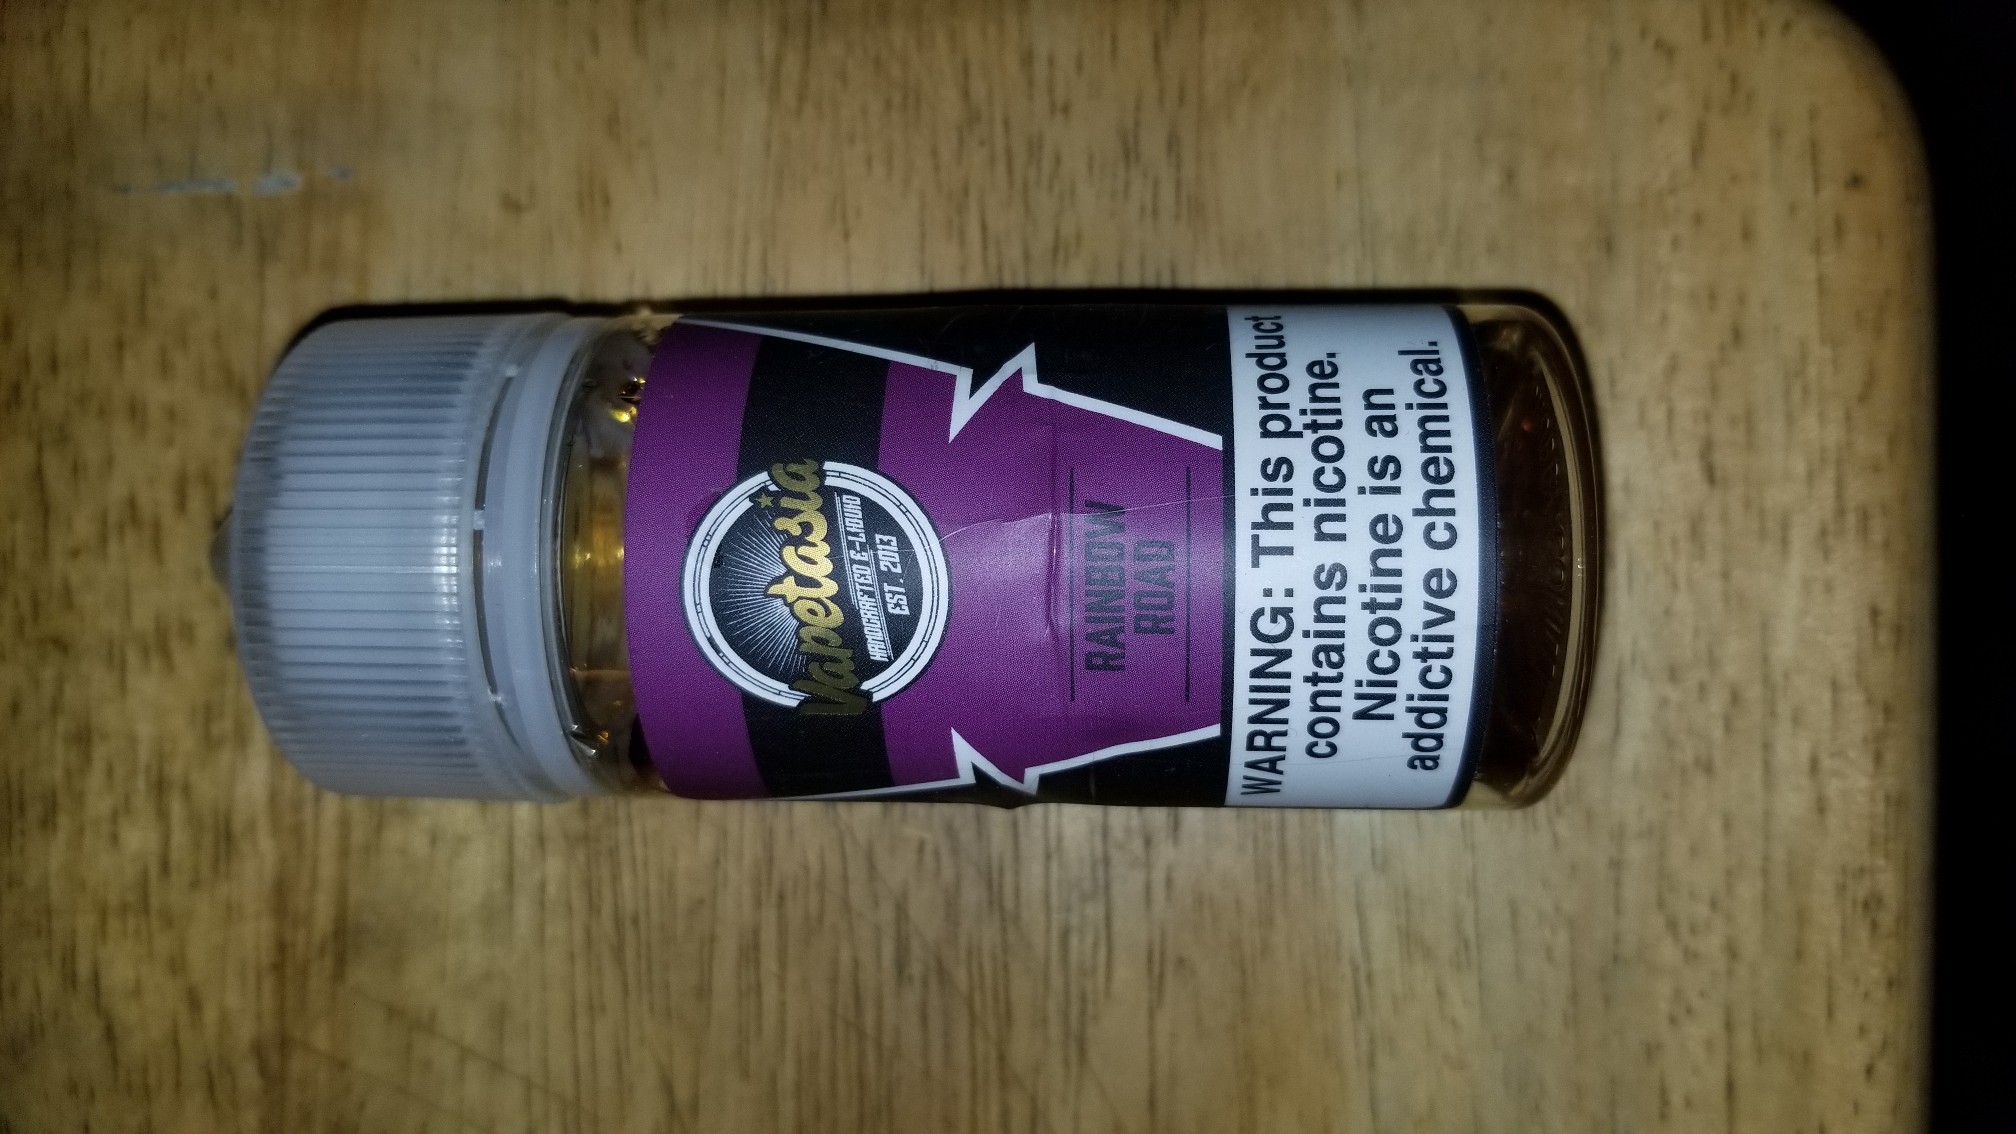 Vapetasia
HANDCRAFTED E-LIQUID
EST. 2013
RAINBOW
ROAD
WARNING: This product
contains nicotine.
Nicotine is an
addictive chemical.